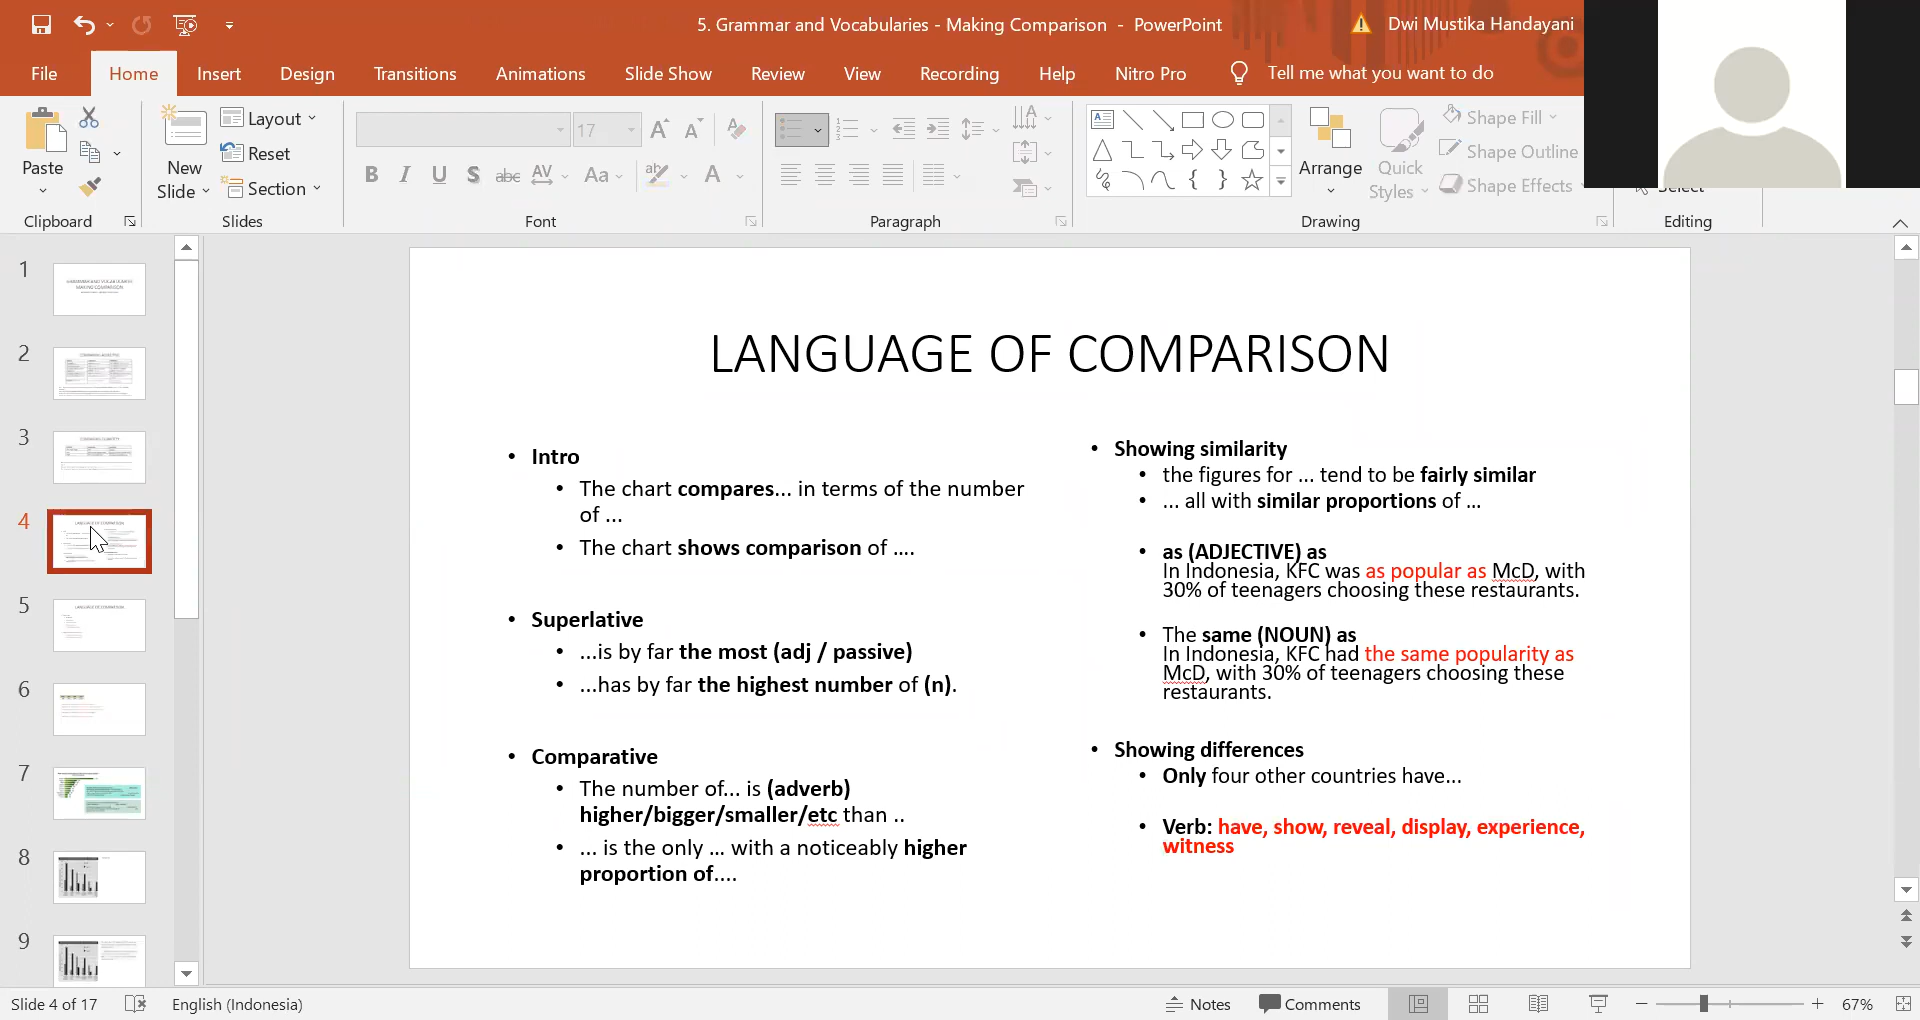 5. Grammar and Vocabularies - Making Comparison - PowerPoint
Dwi Mustika Handayani
File Home Insert Design Transitions Animations Slide Show Review View Recording Help Nitro Pro Tell me what you want to do
Paste
Clipboard
New Slide
Layout
Reset
Section
Slides
17
B I U S abc AV Aa A
Font
Paragraph
Arrange
Quick Styles
Shape Fill
Shape Outline
Shape Effects
Drawing
Select
Editing
1
2
3
4
5
6
7
8
9
LANGUAGE OF COMPARISON
• Intro
• The chart compares... in terms of the number
of ...
• The chart shows comparison of ....
• Superlative
• ...is by far the most (adj / passive)
• ...has by far the highest number of (n).
• Comparative
• The number of... is (adverb)
higher/bigger/smaller/etc than ..
• ... is the only ... with a noticeably higher
proportion of....
• Showing similarity
• the figures for ... tend to be fairly similar
• ... all with similar proportions of ...
• as (ADJECTIVE) as
In Indonesia, KFC was as popular as McD, with
30% of teenagers choosing these restaurants.
• The same (NOUN) as
In Indonesia, KFC had the same popularity as
McD, with 30% of teenagers choosing these
restaurants.
• Showing differences
• Only four other countries have...
• Verb: have, show, reveal, display, experience,
witness
Slide 4 of 17 English (Indonesia) Notes Comments 67%